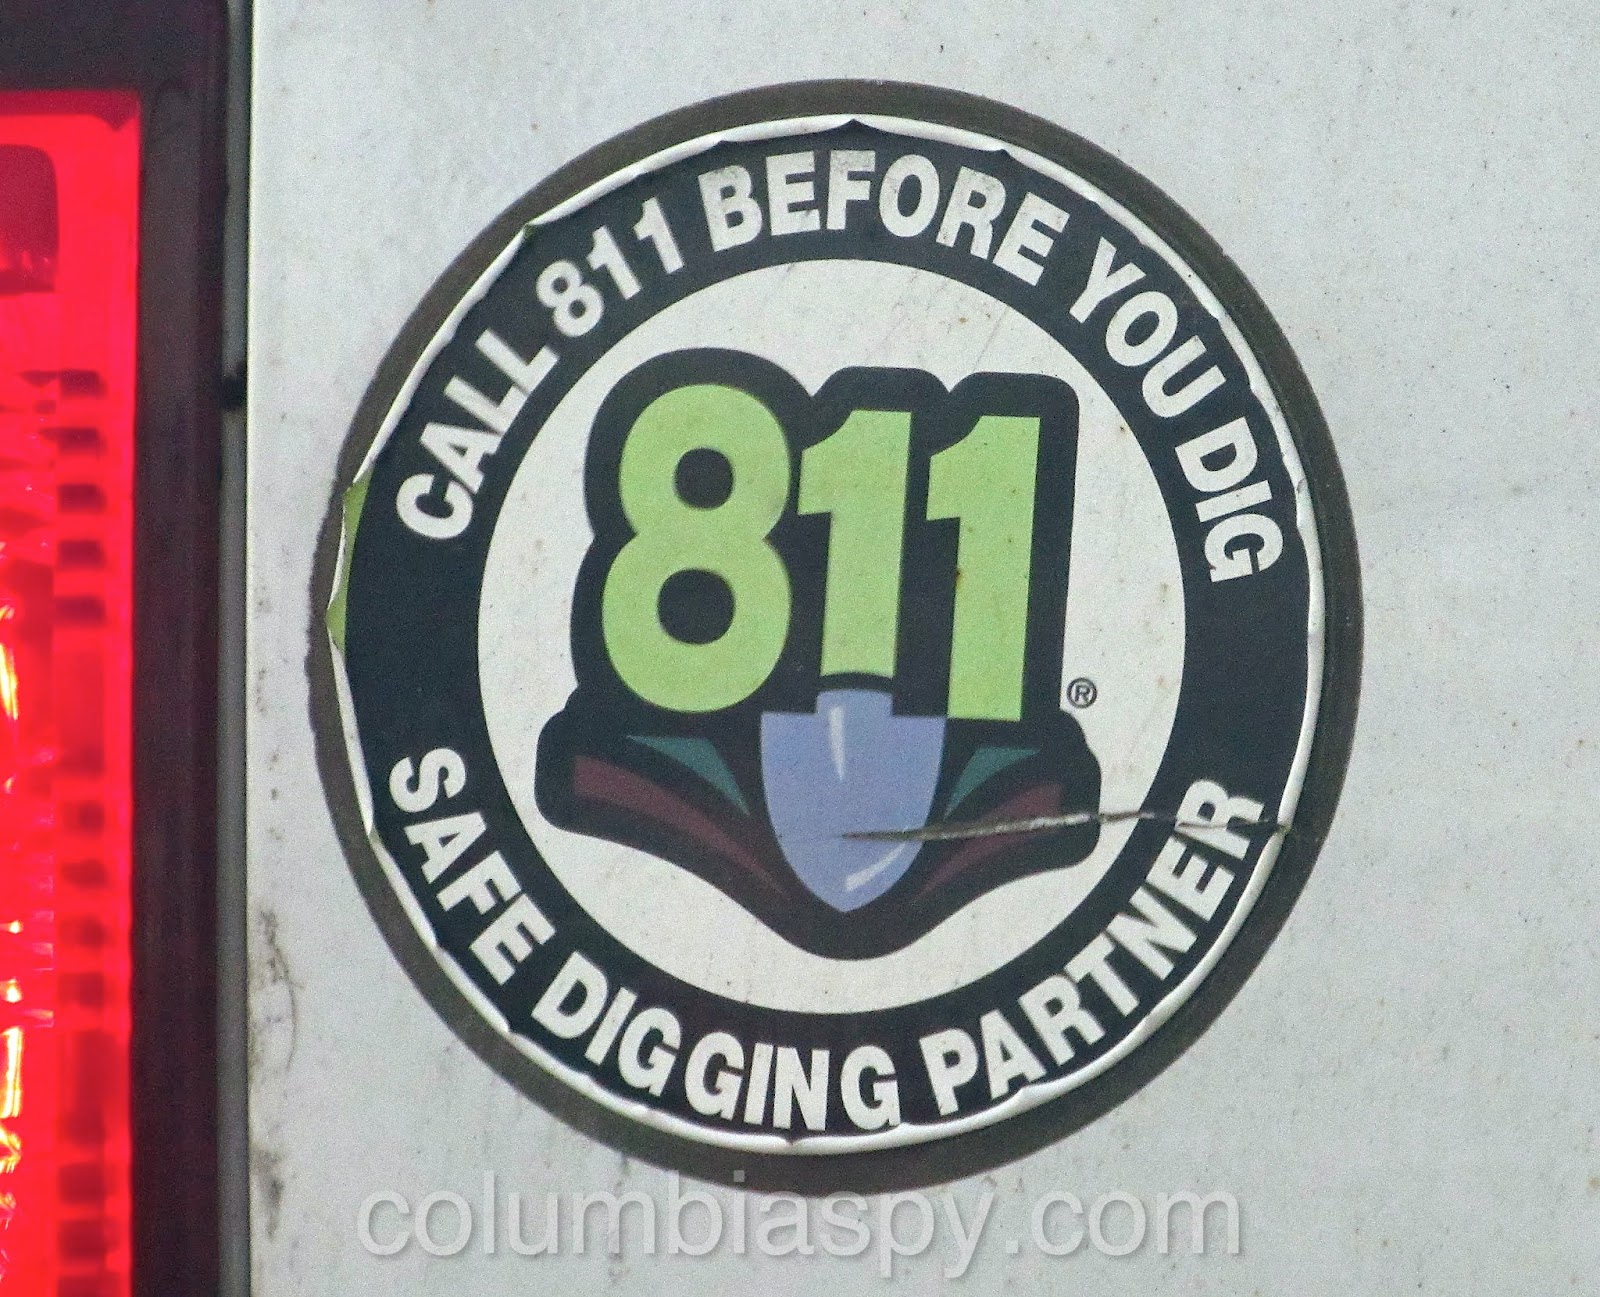 CALL 811 BEFORE YOU DIG
811®
SAFE DIGGING PARTNER
columbiaspy.com